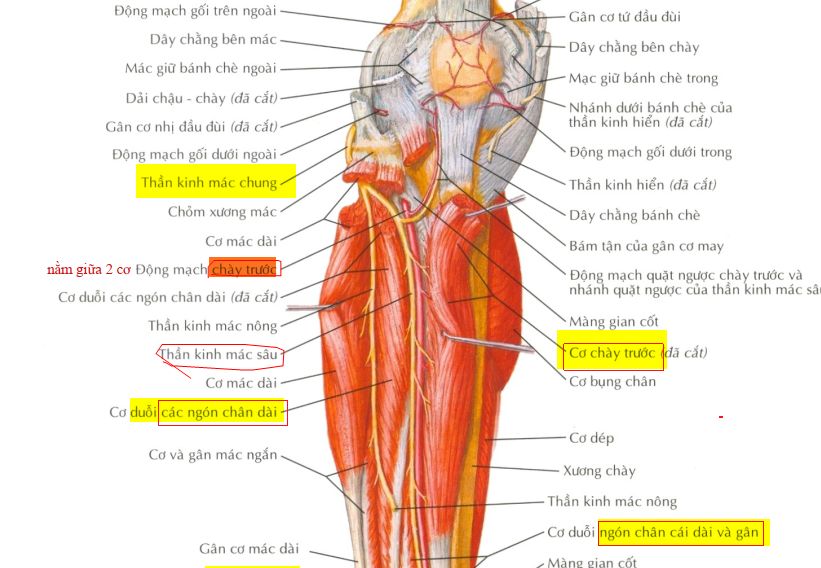 Động mạch gối trên ngoài
Dây chằng bên mác
Mác giữ bánh chè ngoài
Dải chậu - chày (đã cắt)
Gân cơ nhị đầu đùi (đã cắt)
Động mạch gối dưới ngoài
Thần kinh mác chung
Chỏm xương mác
Cơ mác dài
nằm giữa 2 cơ Động mạch chày trước
Cơ duỗi các ngón chân dài (đã cắt)
Thần kinh mác nông
Thần kinh mác sâu
Cơ mác dài
Cơ duỗi các ngón chân dài
Cơ và gân mác ngắn
Gân cơ mác dài
Gân cơ tứ đầu đùi
Dây chằng bên chày
Mạc giữ bánh chè trong
Nhánh dưới bánh chè của
thần kinh hiển (đã cắt)
Động mạch gối dưới trong
Thần kinh hiển (đã cắt)
Dây chằng bánh chè
Bám tận của gân cơ may
Động mạch quặt ngược chày trước và
nhánh quặt ngược của thần kinh mác sâu
Màng gian cốt
Cơ chày trước (đã cắt)
Cơ bụng chân
Cơ dép
Xương chày
Thần kinh mác nông
Cơ duỗi ngón chân cái dài và gân
Màng gian cốt